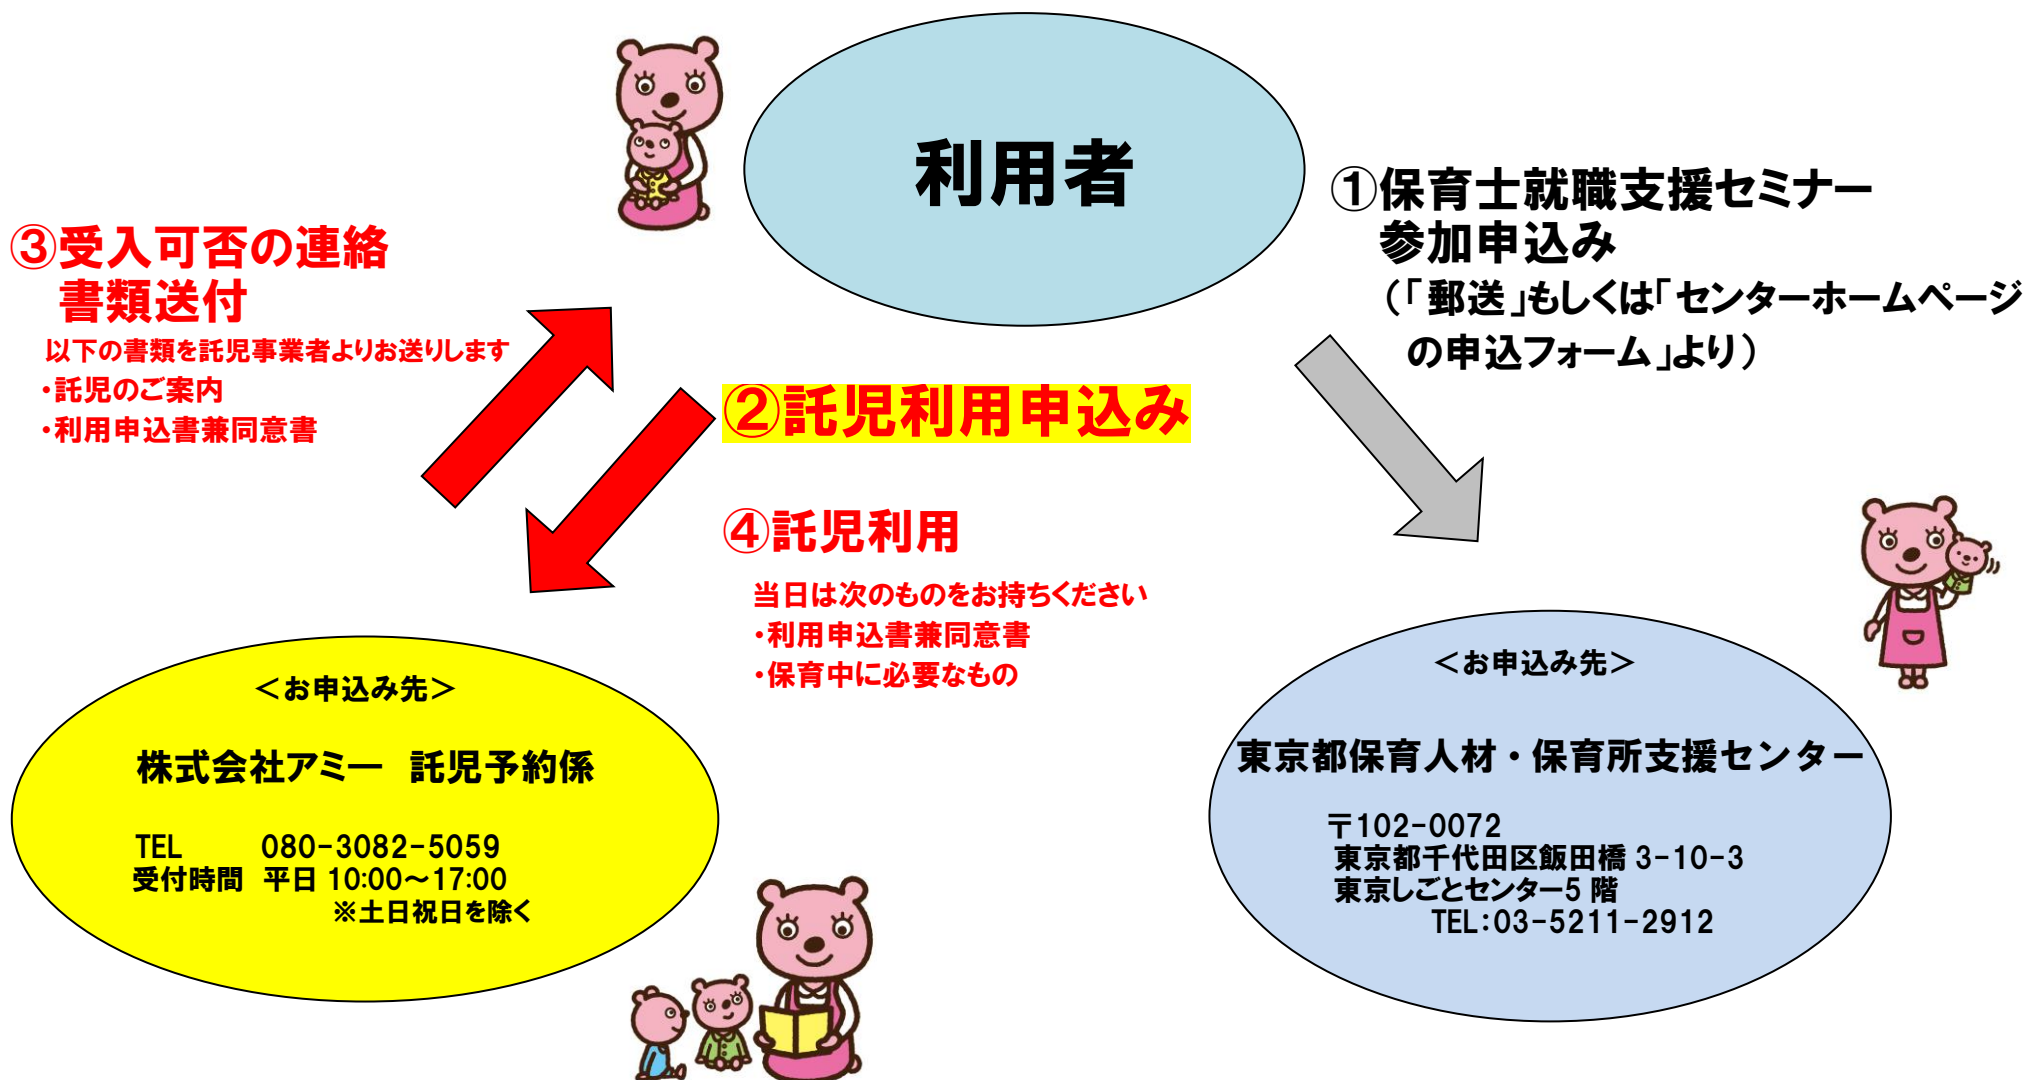 利用者
①保育士就職支援セミナー
参加申込み
（「郵送」もしくは「センターホームページ
の申込フォーム」より）
③受入可否の連絡
書類送付
以下の書類を託児事業者よりお送りします
・託児のご案内
・利用申込書兼同意書
②託児利用申込み
④託児利用
当日は次のものをお持ちください
・利用申込書兼同意書
・保育中に必要なもの
＜お申込み先＞
株式会社アミー 託児予約係
TEL 080-3082-5059
受付時間 平日 10:00～17:00
※土日祝日を除く
＜お申込み先＞
東京都保育人材・保育所支援センター
〒102-0072
東京都千代田区飯田橋 3-10-3
東京しごとセンター5 階
TEL：03-5211-2912